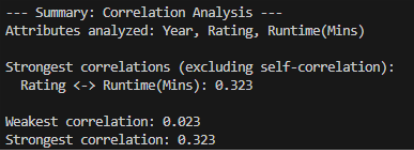 --- Summary: Correlation Analysis ---
Attributes analyzed: Year, Rating, Runtime(Mins)
Strongest correlations (excluding self-correlation):
Rating <-> Runtime(Mins): 0.323
Weakest correlation: 0.023
Strongest correlation: 0.323